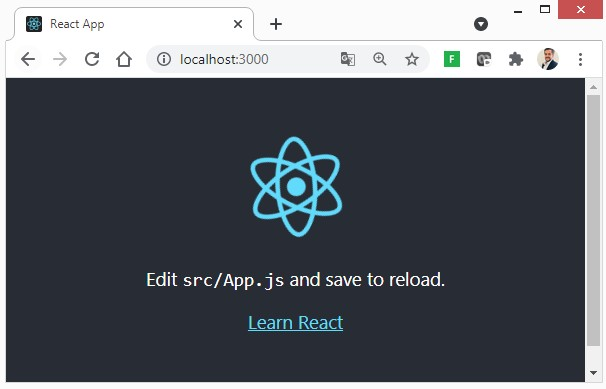 React App
localhost:3000
F
Edit src/App.js and save to reload.
Learn React